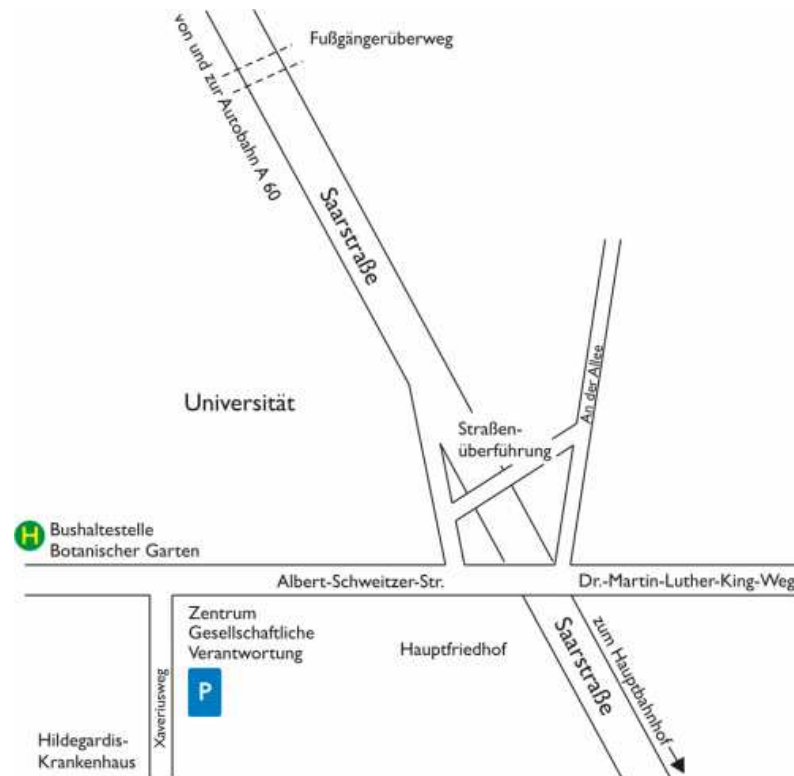 von und zur Autobahn A 60
Fußgängerüberweg
Saarstraße
An der Allee
Universität
Straßen-
überführung
H
Bushaltestelle
Botanischer Garten
Albert-Schweitzer-Str.
Dr.-Martin-Luther-King-Weg
Zentrum
Gesellschaftliche
Verantwortung
P
Hauptfriedhof
Saarstraße
zum Hauptbahnhof
Xaveriusweg
Hildegardis-
Krankenhaus